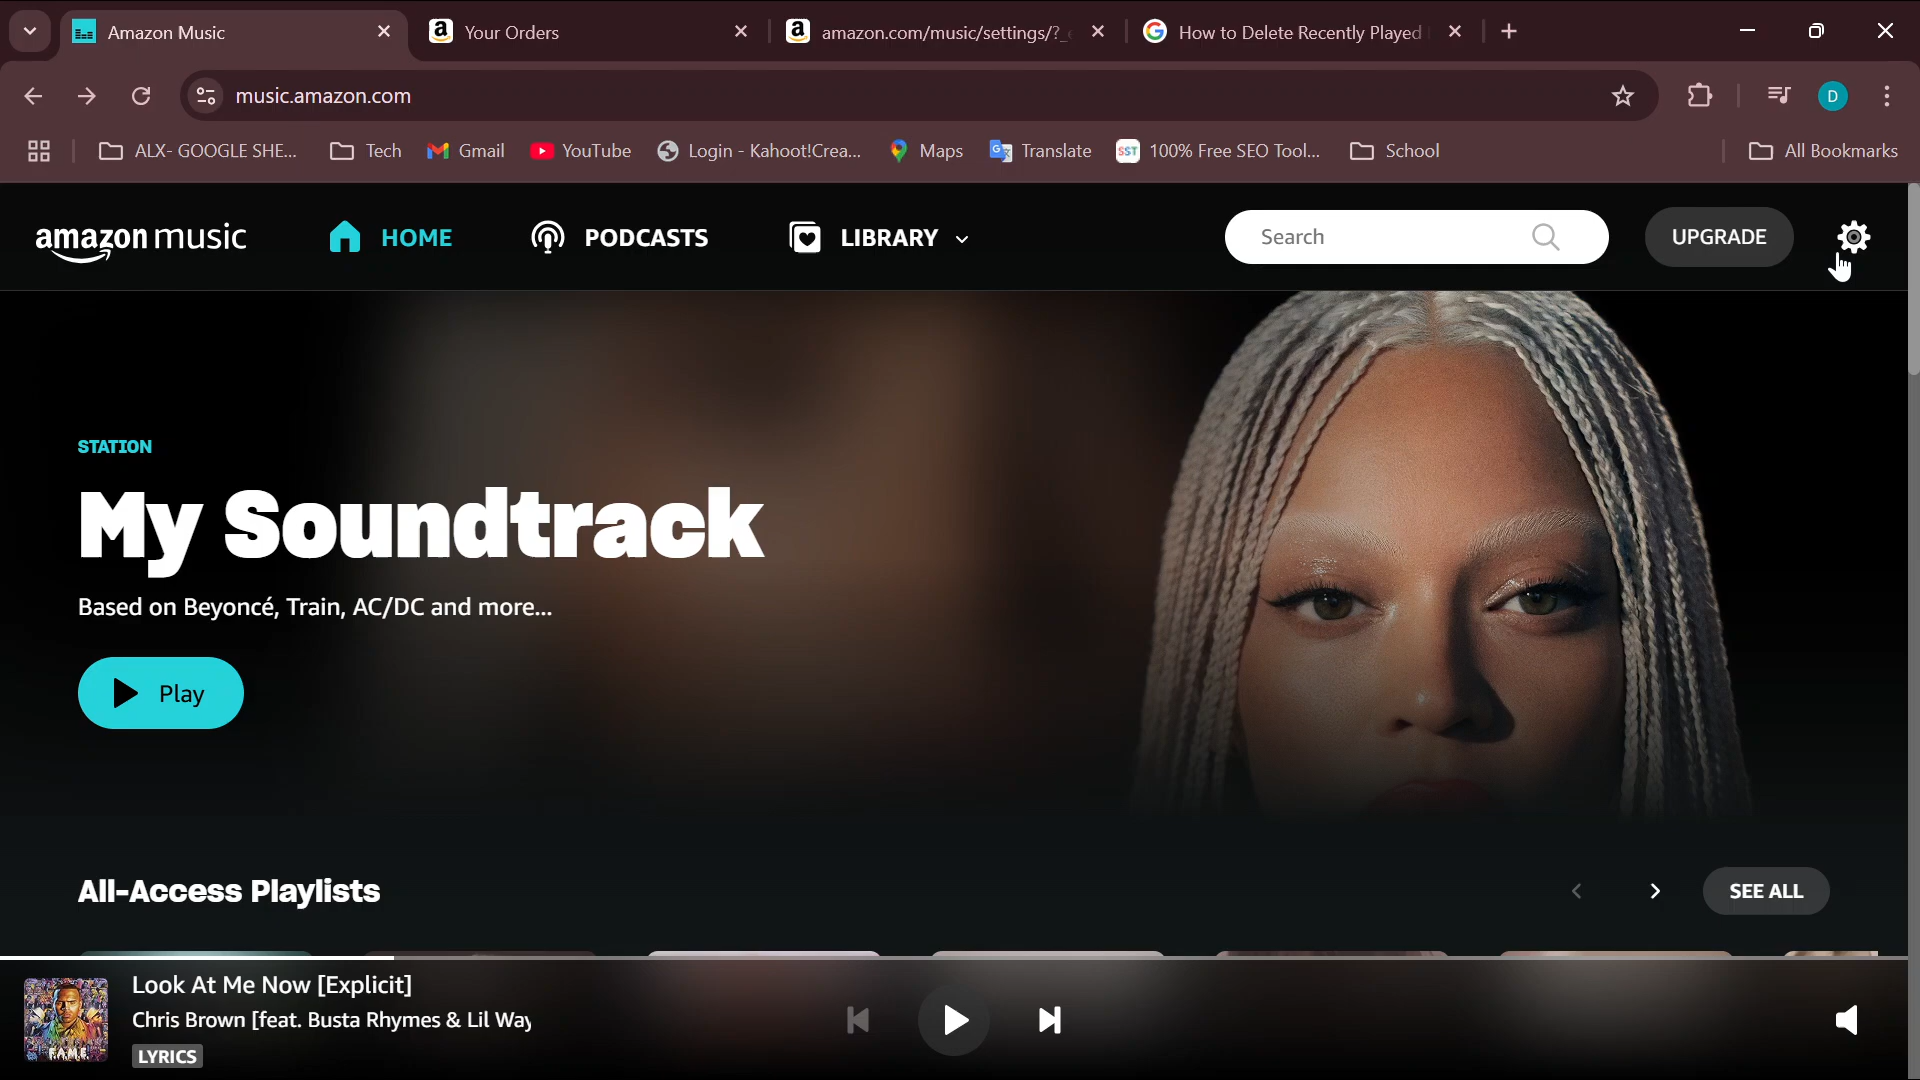 Amazon Music
Your Orders
amazon.com/music/settings/?_
How to Delete Recently Played
music.amazon.com
D
ALX- GOOGLE SHE...
Tech
Gmail
YouTube
Login - Kahoot!Crea...
Maps
Translate
SST
100% Free SEO Tool...
School
All Bookmarks
amazon music
HOME
PODCASTS
LIBRARY
Search
UPGRADE
STATION
My Soundtrack
Based on Beyoncé, Train, AC/DC and more...
Play
All-Access Playlists
SEE ALL
Look At Me Now [Explicit]
Chris Brown [feat. Busta Rhymes & Lil Way
LYRICS
F.A.M.E.